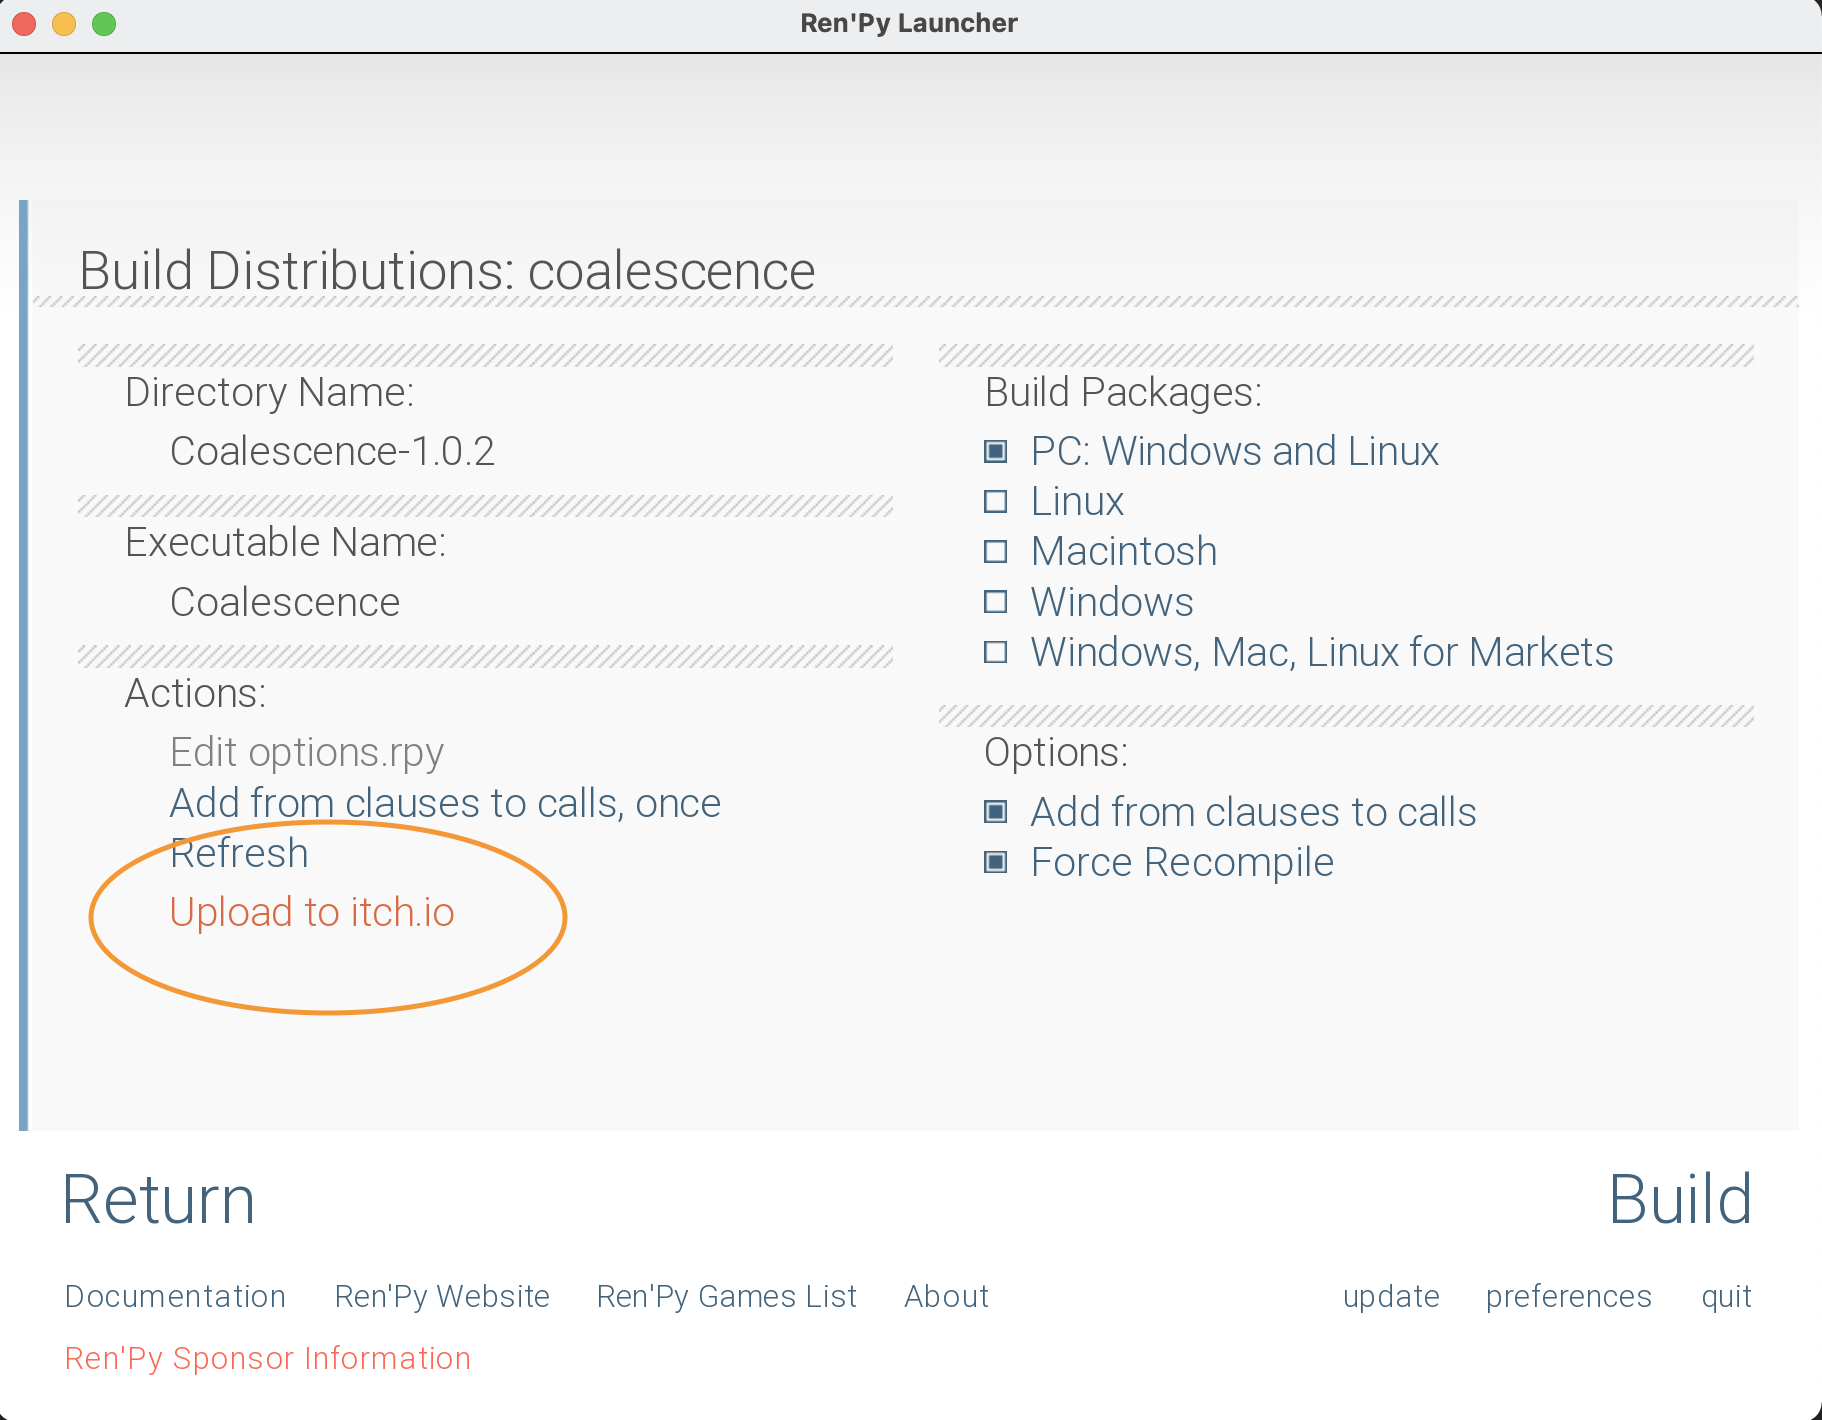 Ren'Py Launcher
Build Distributions: coalescence
Directory Name:
Coalescence-1.0.2
Executable Name:
Coalescence
Actions:
Edit options.rpy
Add from clauses to calls, once
Refresh
Upload to itch.io
Build Packages:
PC: Windows and Linux
Linux
Macintosh
Windows
Windows, Mac, Linux for Markets
Options:
Add from clauses to calls
Force Recompile
Return
Build
Documentation Ren'Py Website Ren'Py Games List About
update preferences quit
Ren'Py Sponsor Information